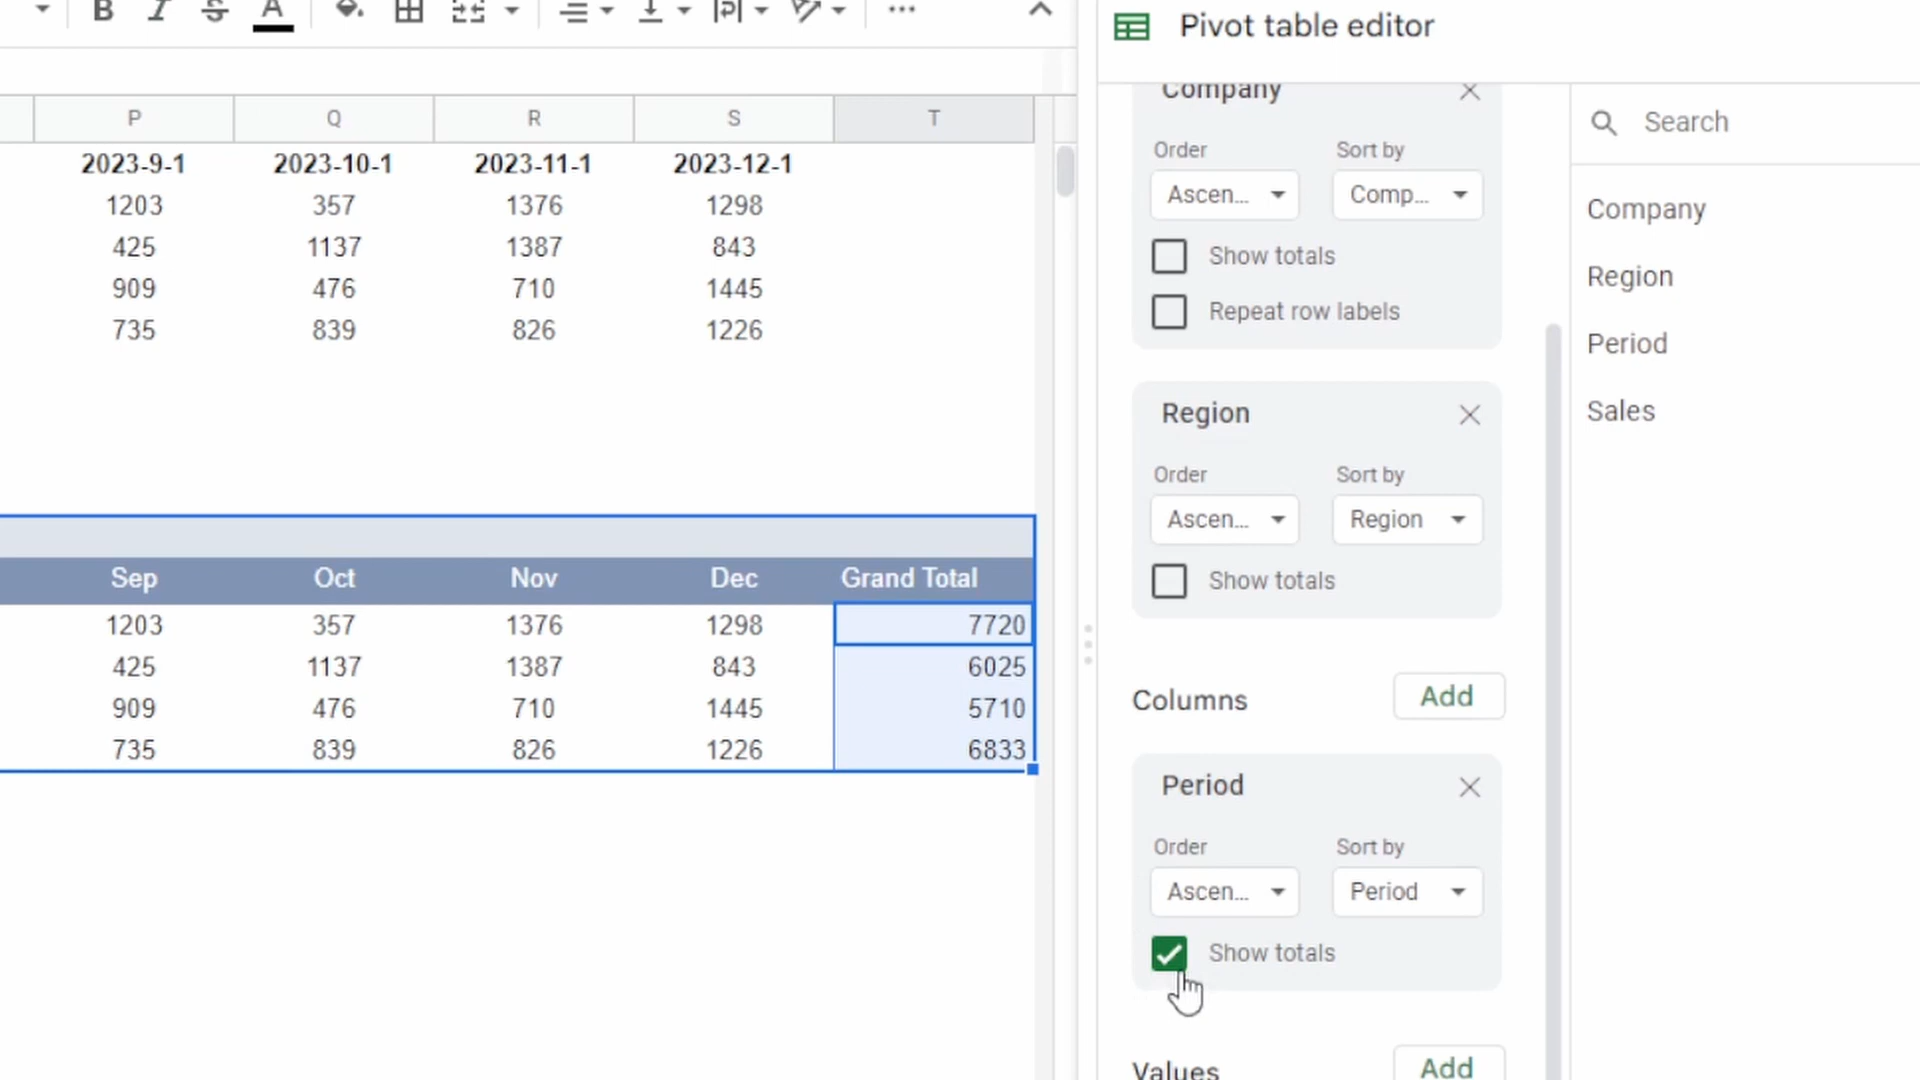 B I S A
Pivot table editor
P Q R S T
2023-9-1 2023-10-1 2023-11-1 2023-12-1
1203 357 1376 1298
425 1137 1387 843
909 476 710 1445
735 839 826 1226
Sep Oct Nov Dec Grand Total
1203 357 1376 1298 7720
425 1137 1387 843 6025
909 476 710 1445 5710
735 839 826 1226 6833
Company
Order Sort by
Ascen... Comp...
Show totals
Repeat row labels
Region
Order Sort by
Ascen... Region
Show totals
Columns Add
Period
Order Sort by
Ascen... Period
Show totals
Values Add
Search
Company
Region
Period
Sales